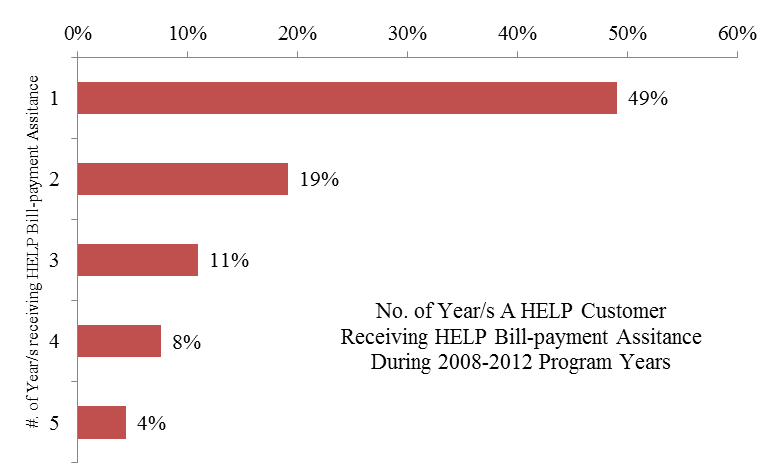 0% 10% 20% 30% 40% 50% 60%
#. of Year/s receiving HELP Bill-payment Assitance
1 49%
2 19%
3 11%
4 8%
5 4%
No. of Year/s A HELP Customer
Receiving HELP Bill-payment Assitance
During 2008-2012 Program Years